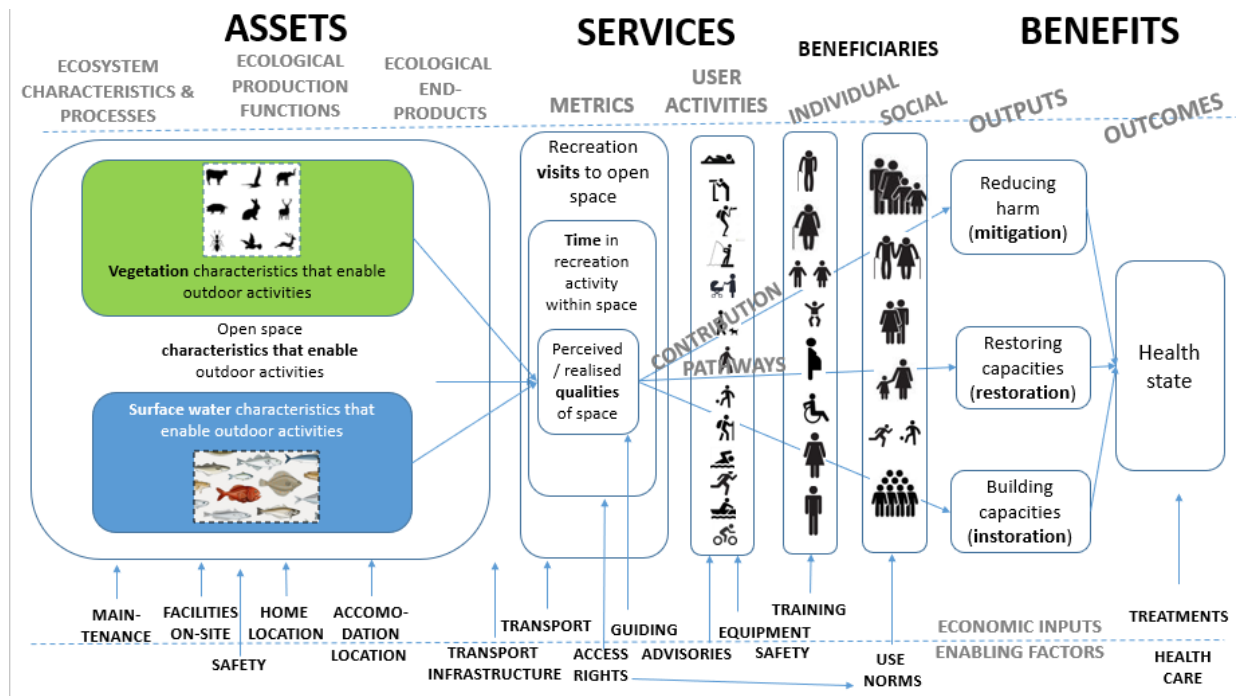 ASSETS
SERVICES
BENEFICIARIES
BENEFITS
ECOSYSTEM
CHARACTERISTICS &
PROCESSES
ECOLOGICAL
PRODUCTION
FUNCTIONS
ECOLOGICAL
END-
PRODUCTS
METRICS
USER
ACTIVITIES
INDIVIDUAL
SOCIAL
OUTPUTS
OUTCOMES
Vegetation characteristics that enable
outdoor activities
Open space
characteristics that enable
outdoor activities
Surface water characteristics that
enable outdoor activities
Recreation
visits to open
space
Time in
recreation
activity within
space
Perceived
/ realised
qualities
of space
CONTRIBUTION
PATHWAYS
Reducing
harm
(mitigation)
Restoring
capacities
(restoration)
Building
capacities
(instoration)
Health
state
MAIN-
TENANCE
FACILITIES
ON-SITE
SAFETY
HOME
LOCATION
ACCOMO-
DATION
LOCATION
TRANSPORT
INFRASTRUCTURE
TRANSPORT
ACCESS
RIGHTS
GUIDING
ADVISORIES
EQUIPMENT
TRAINING
SAFETY
USE
NORMS
ECONOMIC INPUTS
ENABLING FACTORS
TREATMENTS
HEALTH
CARE